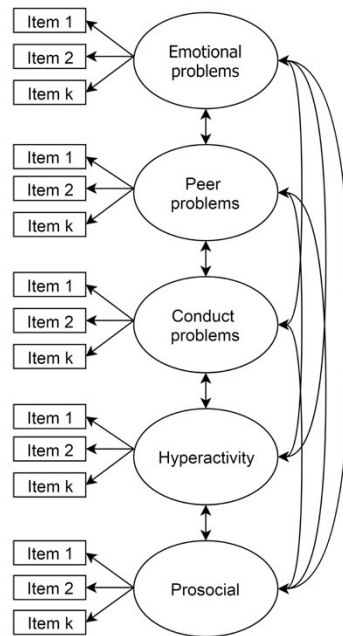 Item 1
Item 2
Item k
Emotional
problems
Item 1
Item 2
Item k
Peer
problems
Item 1
Item 2
Item k
Conduct
problems
Item 1
Item 2
Item k
Hyperactivity
Item 1
Item 2
Item k
Prosocial